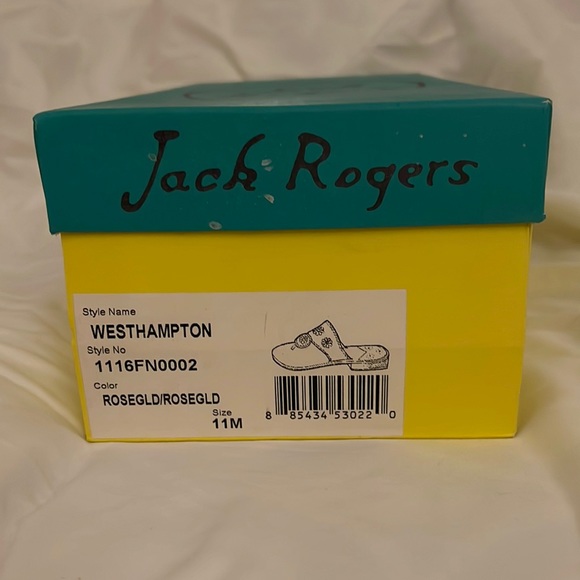 Jack Rogers
Style Name
WESTHAMPTON
Style No
1116FN0002
Color
ROSEGLD/ROSEGLD
Size
11M
8 85434 53022 0